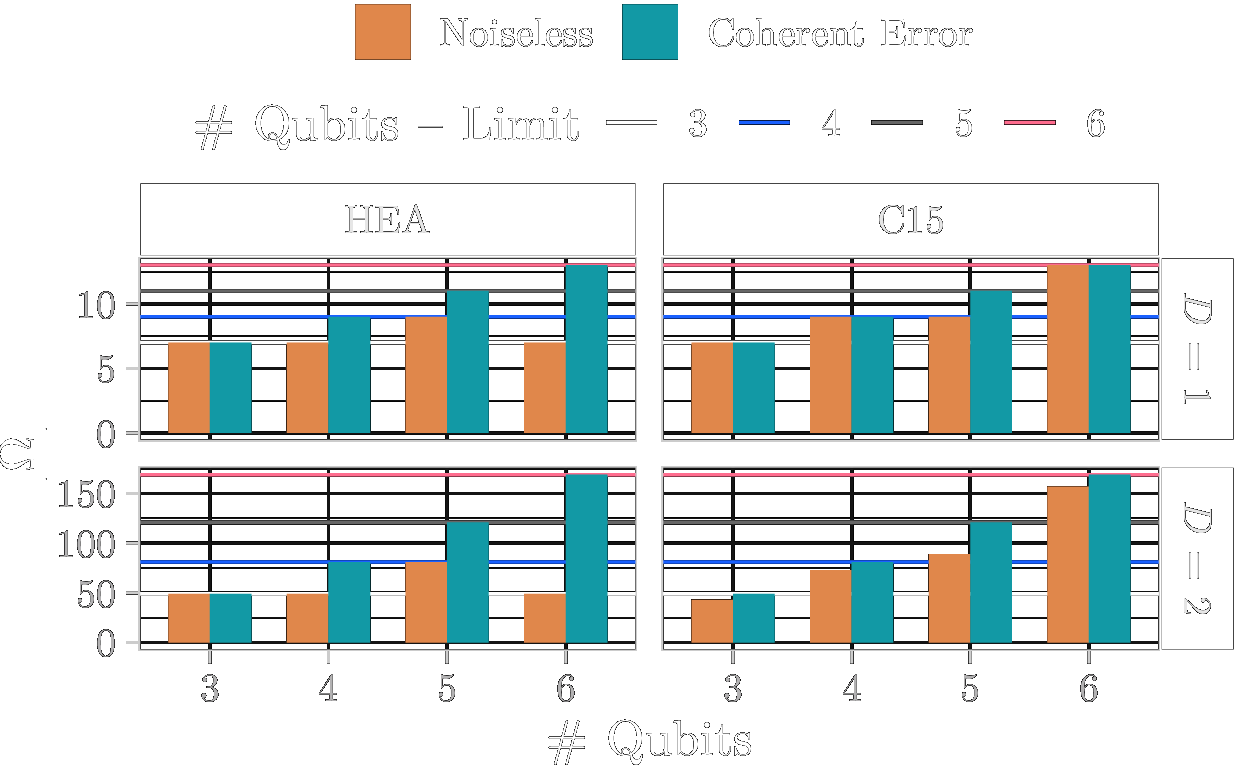 Noiseless Coherent Error
# Qubits – Limit 3 4 5 6
HEA C15
10
5
0
D = 1
Ω
150
100
50
0
D = 2
3 4 5 6 3 4 5 6
# Qubits